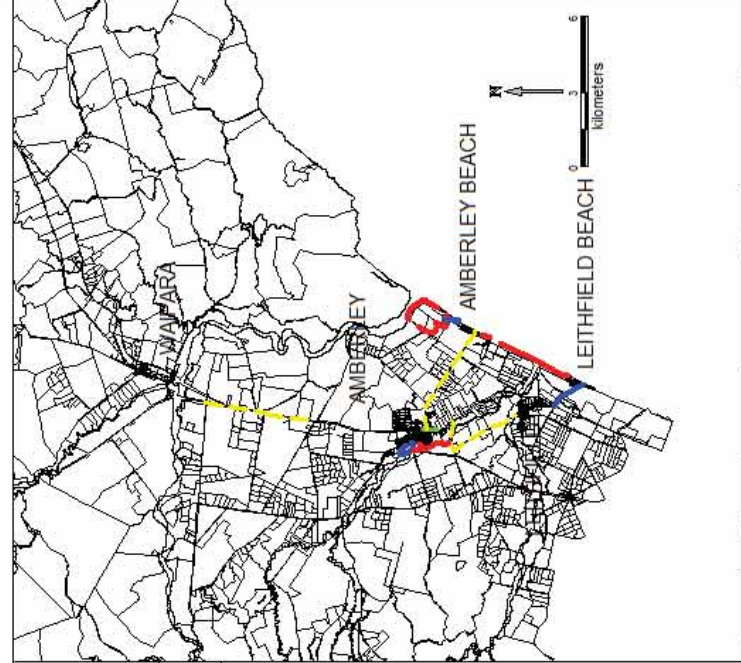 WAIPARA
AMBERLEY
AMBERLEY BEACH
LEITHFIELD BEACH
N
0 3 6
kilometers